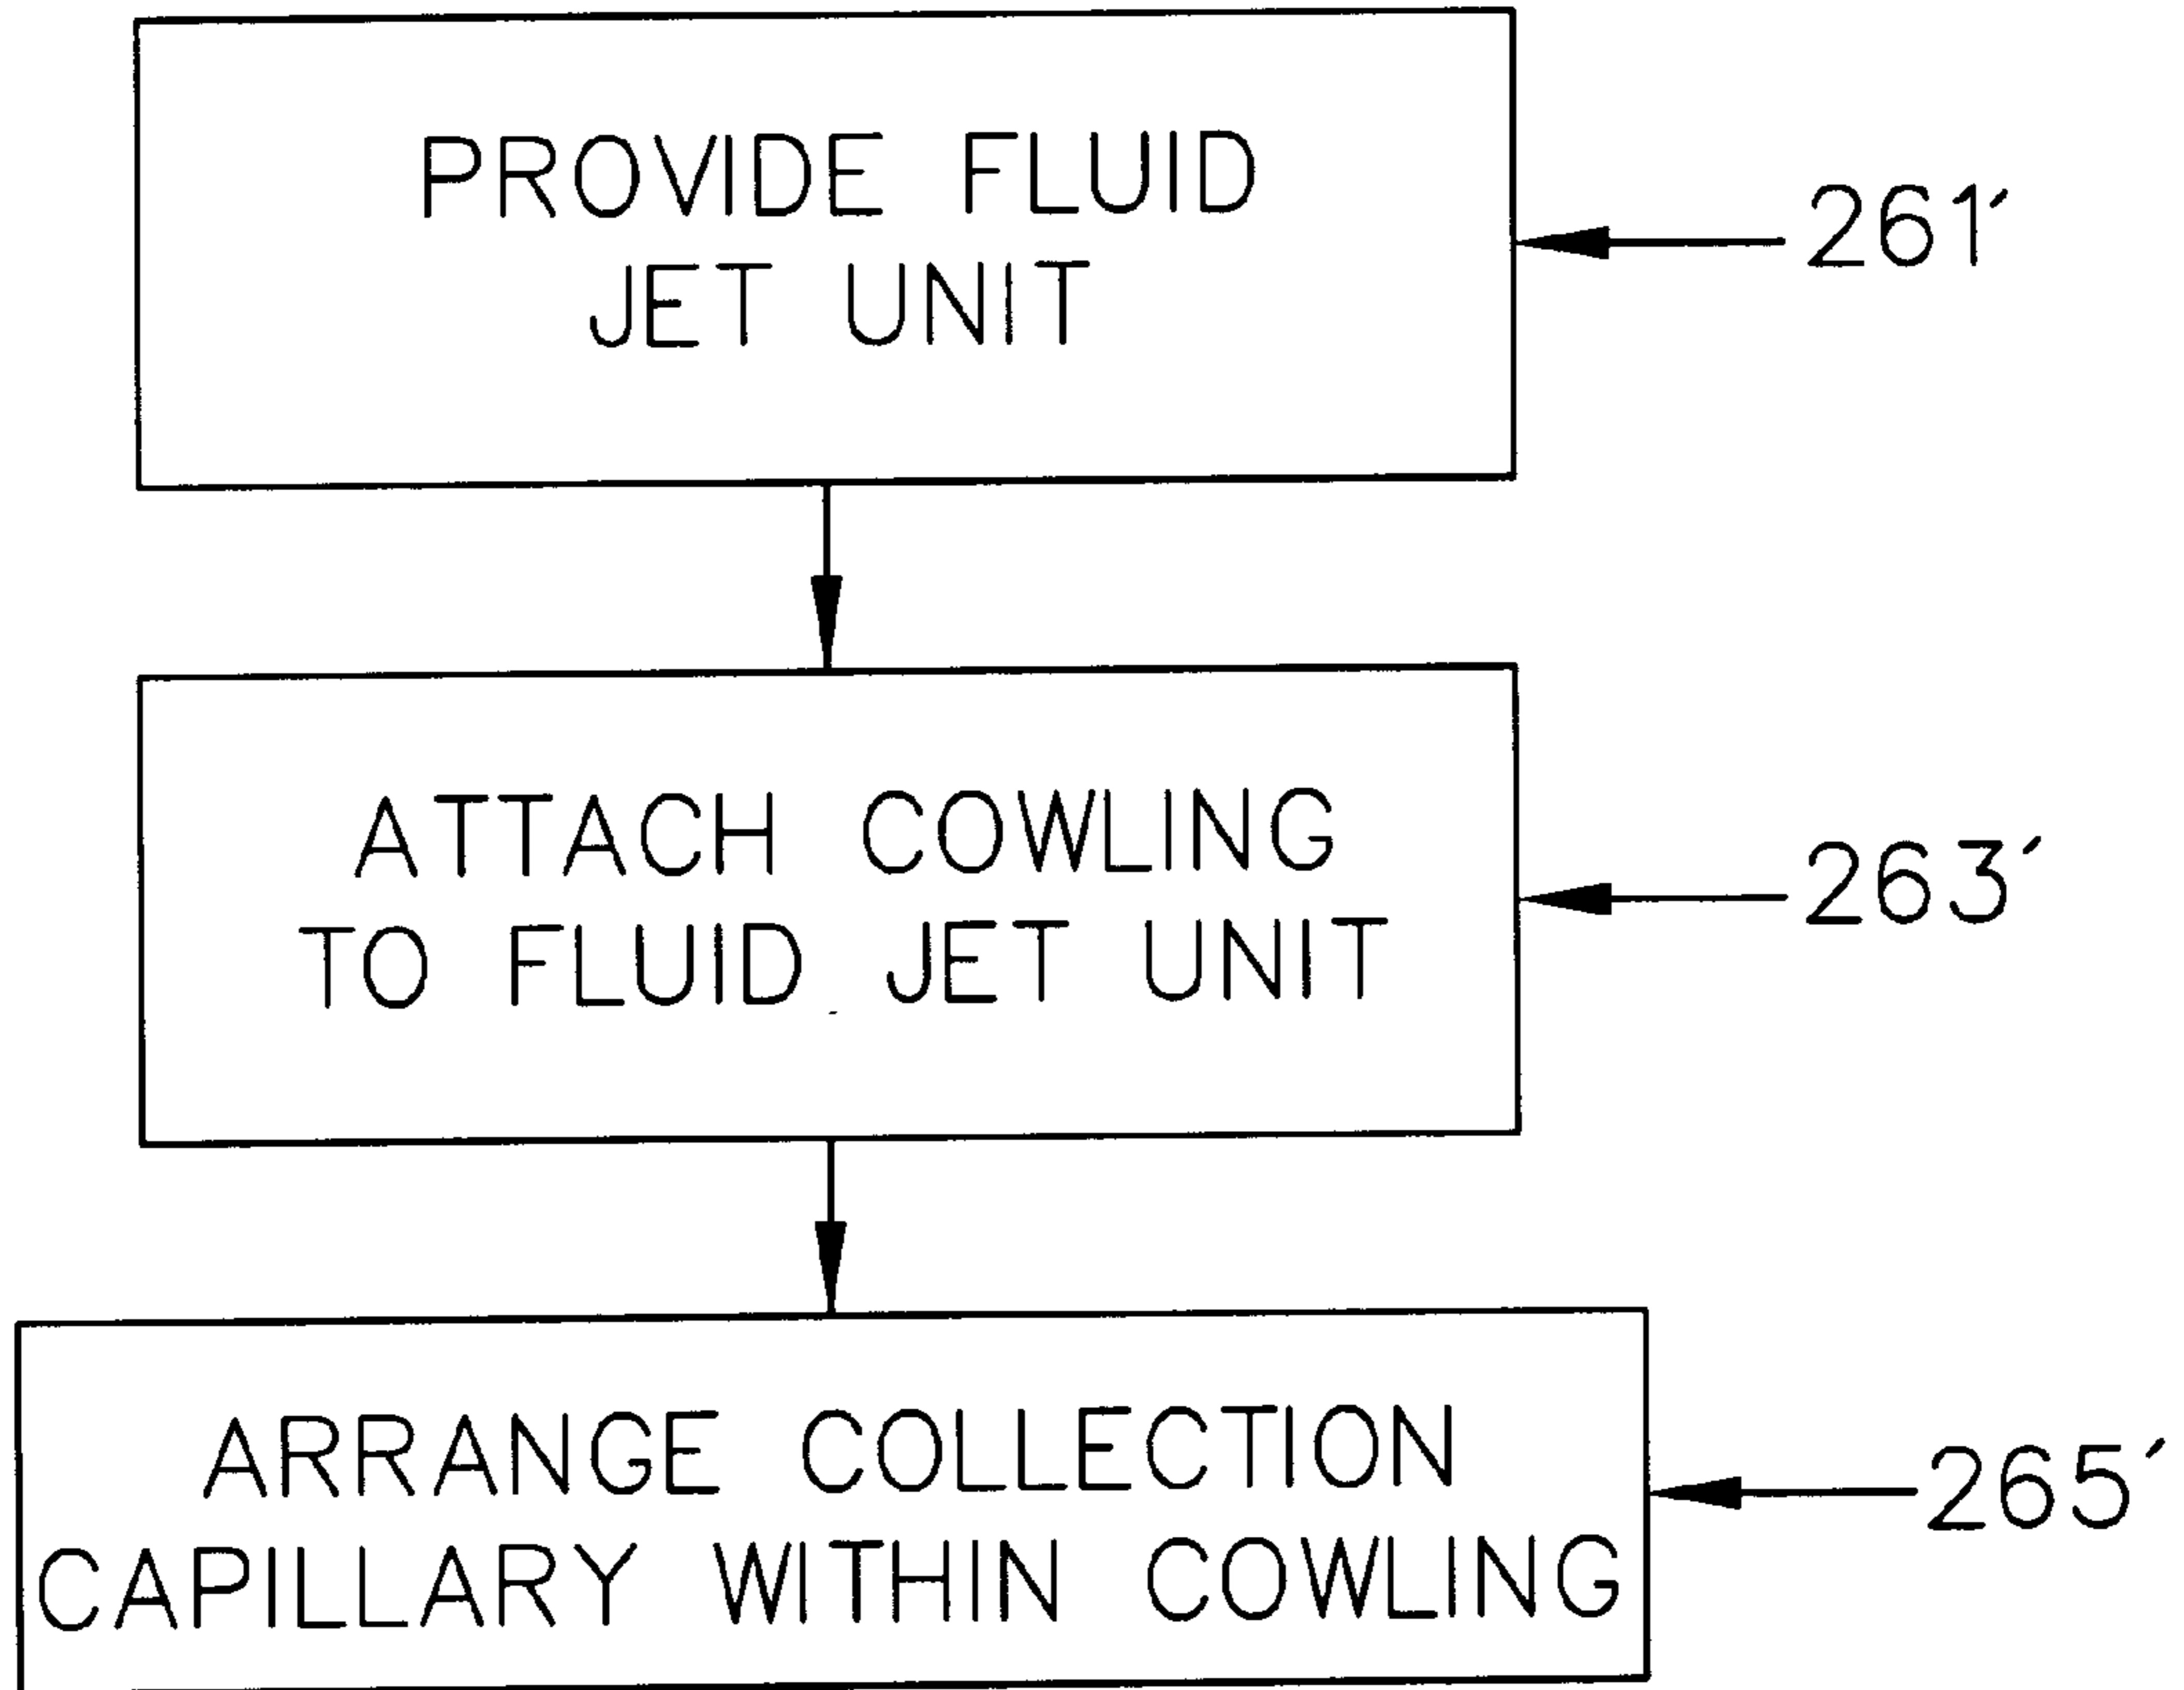 PROVIDE FLUID
JET UNIT
261'
ATTACH COWLING
TO FLUID JET UNIT
263'
ARRANGE COLLECTION
CAPILLARY WITHIN COWLING
265'